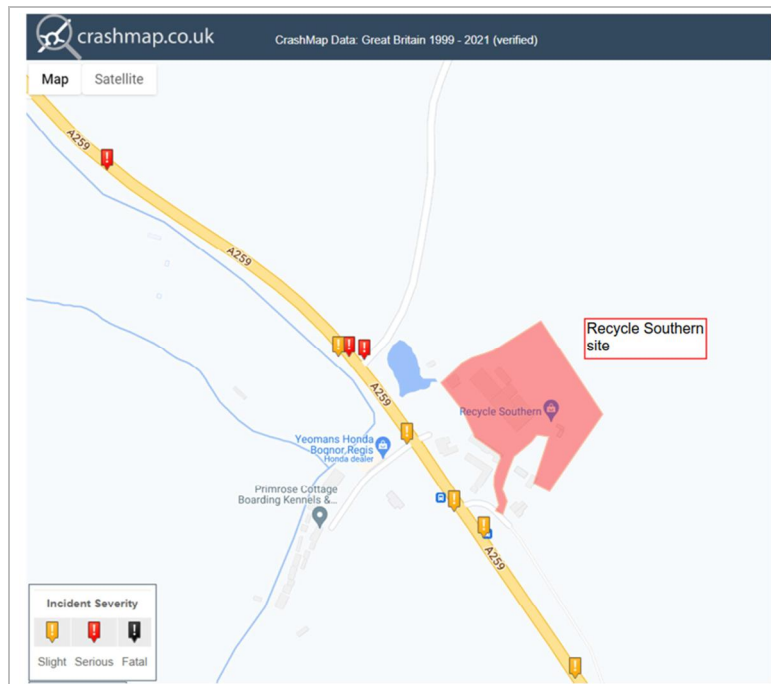 crashmap.co.uk
CrashMap Data: Great Britain 1999 - 2021 (verified)
Map
Satellite
A259
A259
Recycle Southern
site
A259
Recycle Southern
Yeomans Honda
Bognor Regis
Honda dealer
Primrose Cottage
Boarding Kennels &...
A259
Incident Severity
Slight
Serious
Fatal